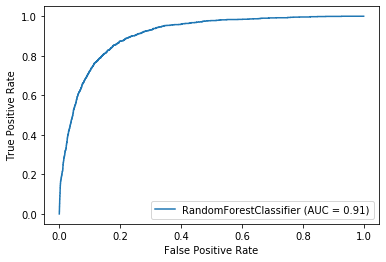 1.0
0.8
0.6
0.4
0.2
0.0
True Positive Rate
RandomForestClassifier (AUC = 0.91)
0.0 0.2 0.4 0.6 0.8 1.0
False Positive Rate